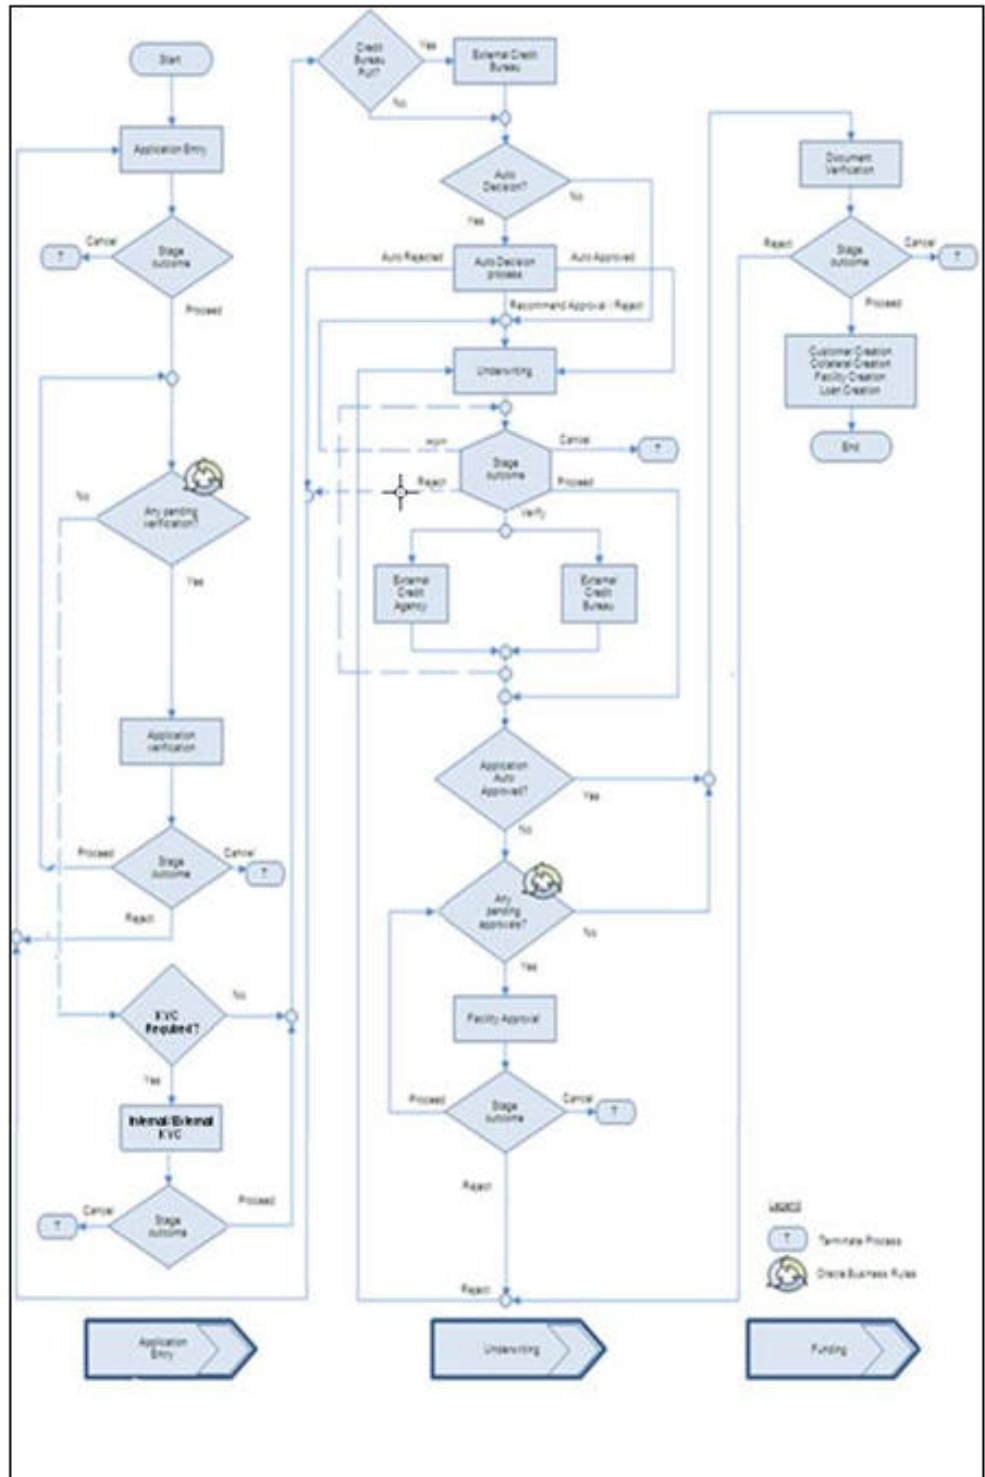 Start
Application Entry
Cancel
T
Stage
outcome
Proceed
No
Any pending
verification?
Yes
Application
verification
Proceed
Stage
outcome
Cancel
T
Reject
KYC
Required?
No
Yes
Internal/External
KYC
Cancel
T
Stage
outcome
Proceed
Application
Entry
Credit
Bureau
Pull?
Yes
External Credit
Bureau
No
Auto
Decision?
No
Yes
Auto Rejected
Auto Decision
process
Auto Approved
Recommend Approval / Reject
Underwriting
Stage
outcome
Cancel
T
Reject
Proceed
Verify
External
Credit
Agency
External
Credit
Bureau
Application
Auto
Approved?
Yes
No
Any
pending
approvals?
No
Yes
Facility Approval
Proceed
Stage
outcome
Cancel
T
Reject
Reject
Underwriting
Document
Verification
Reject
Stage
outcome
Cancel
T
Proceed
Customer Creation
Collateral Creation
Facility Creation
Loan Creation
End
Legend
T
Terminate Process
Oracle Business Rules
Funding